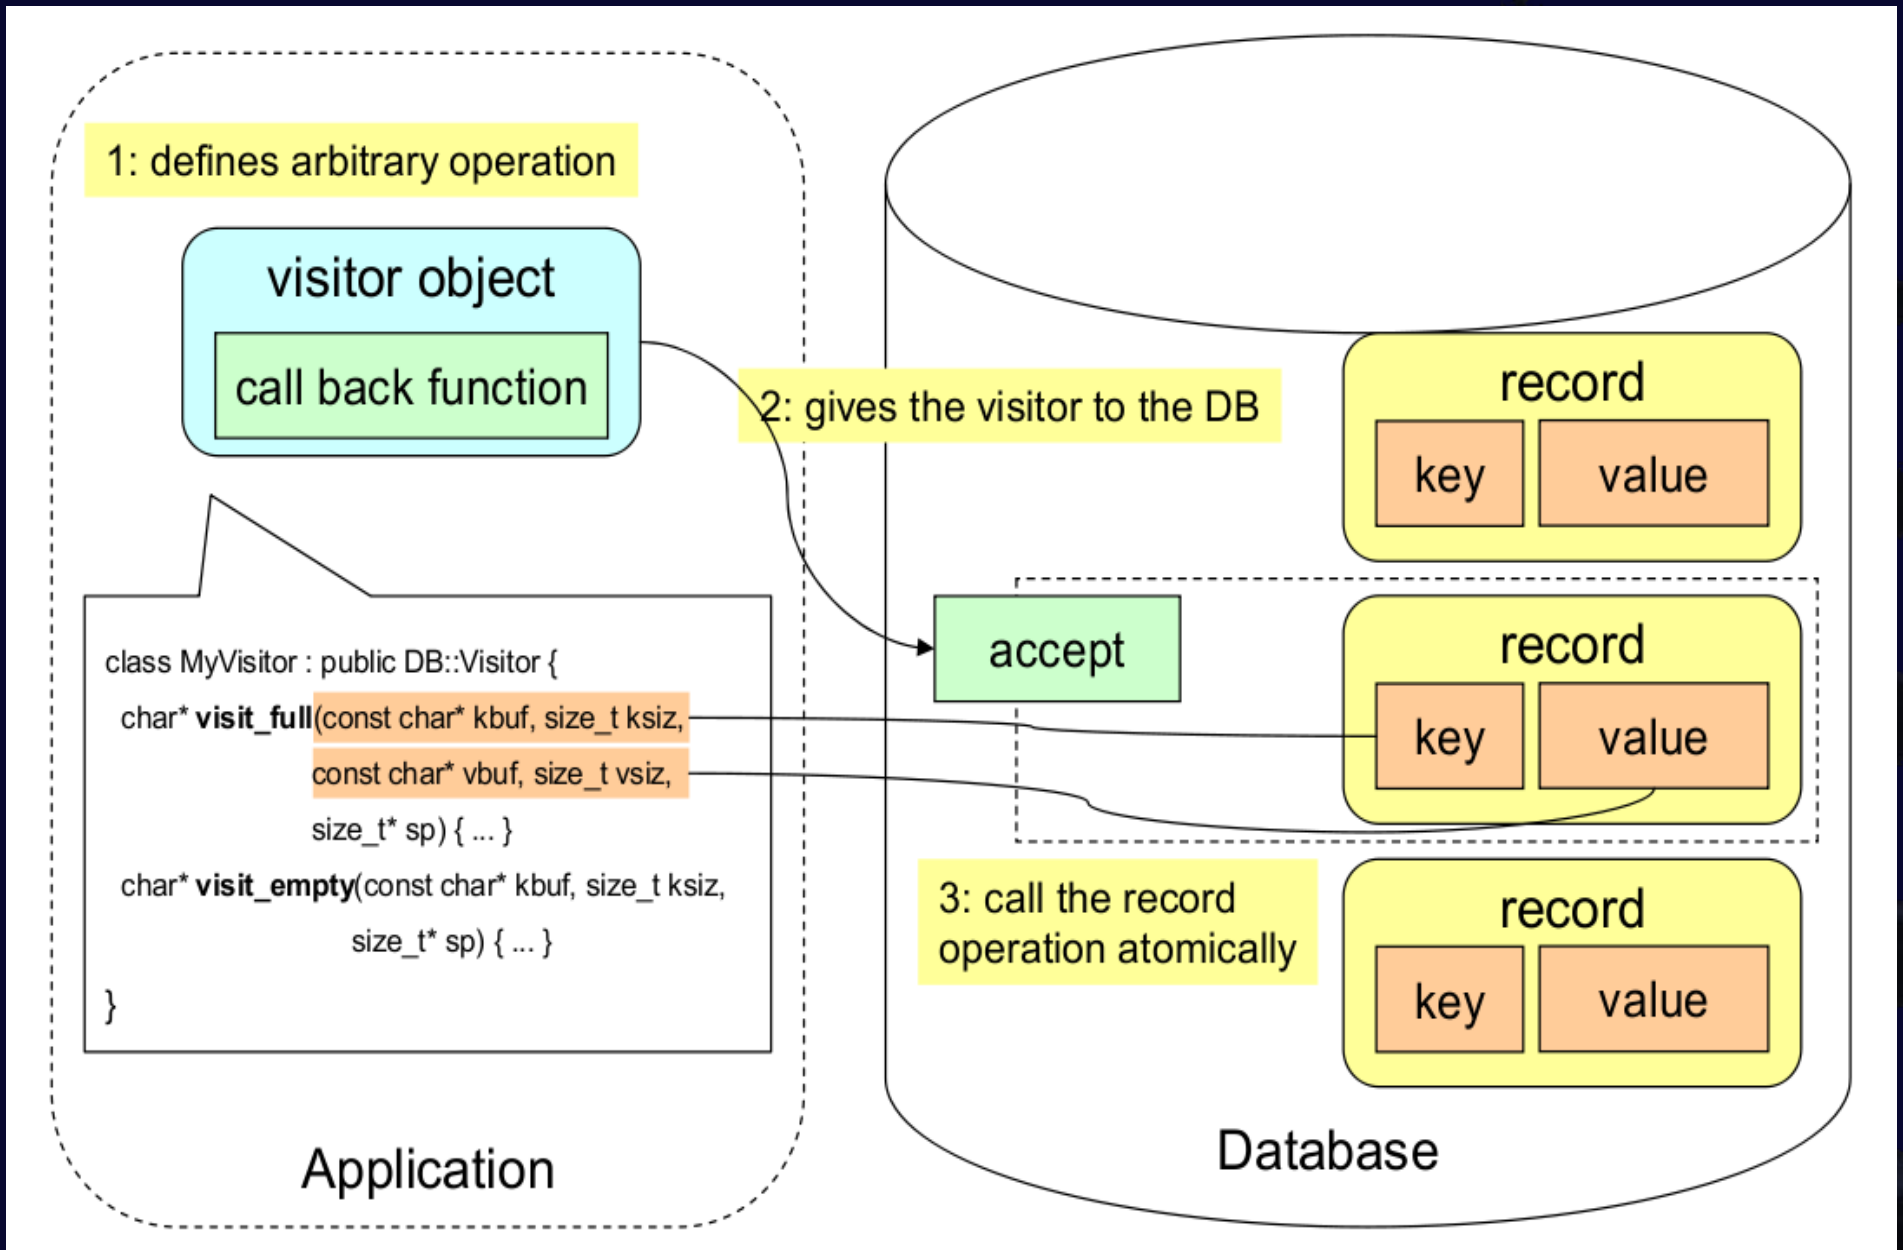 1: defines arbitrary operation
visitor object
call back function
2: gives the visitor to the DB
class MyVisitor : public DB::Visitor {
char* visit_full(const char* kbuf, size_t ksiz,
const char* vbuf, size_t vsiz,
size_t* sp) { ... }
char* visit_empty(const char* kbuf, size_t ksiz,
size_t* sp) { ... }
}
Application
record
key value
accept
record
key value
3: call the record
operation atomically
record
key value
Database